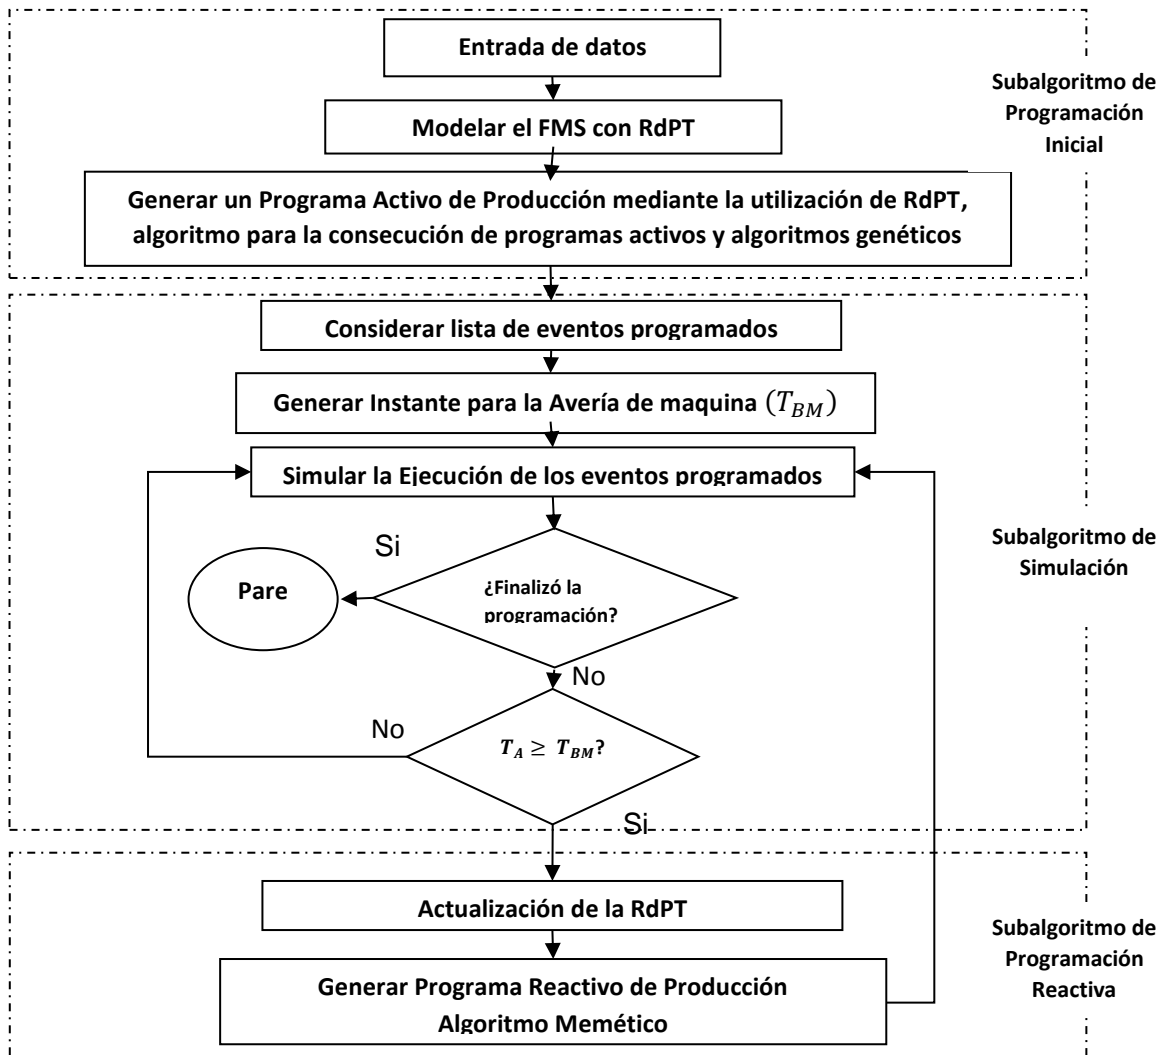 Entrada de datos
Subalgoritmo de
Programación
Inicial
Modelar el FMS con RdPT
Generar un Programa Activo de Producción mediante la utilización de RdPT,
algoritmo para la consecución de programas activos y algoritmos genéticos
Considerar lista de eventos programados
Generar Instante para la Avería de maquina (T_{BM})
Simular la Ejecución de los eventos programados
Subalgoritmo de
Simulación
Si
Pare
¿Finalizó la
programación?
No
No
T_A ≥ T_{BM}?
Si
Actualización de la RdPT
Subalgoritmo de
Programación
Reactiva
Generar Programa Reactivo de Producción
Algoritmo Memético